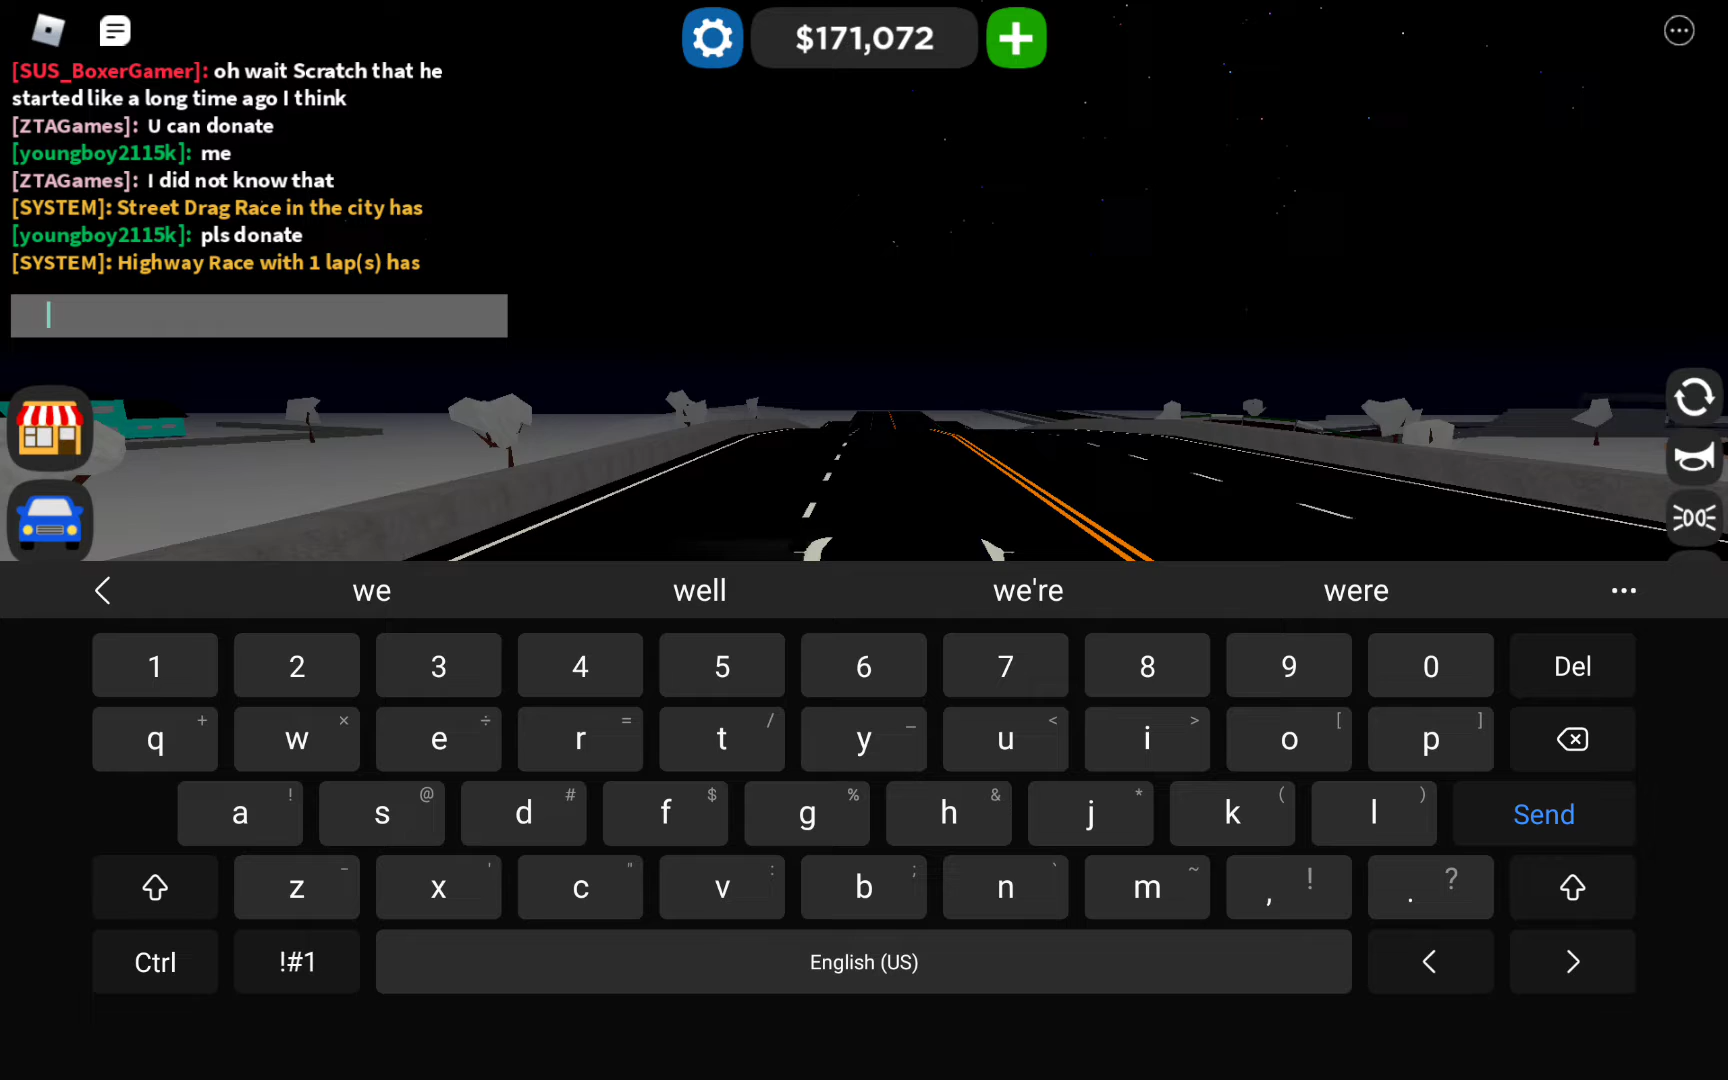 $171,072
[SUS_BoxerGamer]: oh wait Scratch that he
started like a long time ago I think
[ZTAGames]: U can donate
[youngboy2115k]: me
[ZTAGames]: I did not know that
[SYSTEM]: Street Drag Race in the city has
[youngboy2115k]: pls donate
[SYSTEM]: Highway Race with 1 lap(s) has
we well we're were
1 2 3 4 5 6 7 8 9 0 Del
q + w × e ÷ r = t / y _ u < i > o [ p ]
a ! s @ d # f $ g % h & j * k ( l ) Send
z - x ' c " v : b ; n ` m ~ , ! . ?
Ctrl !#1 English (US) < >